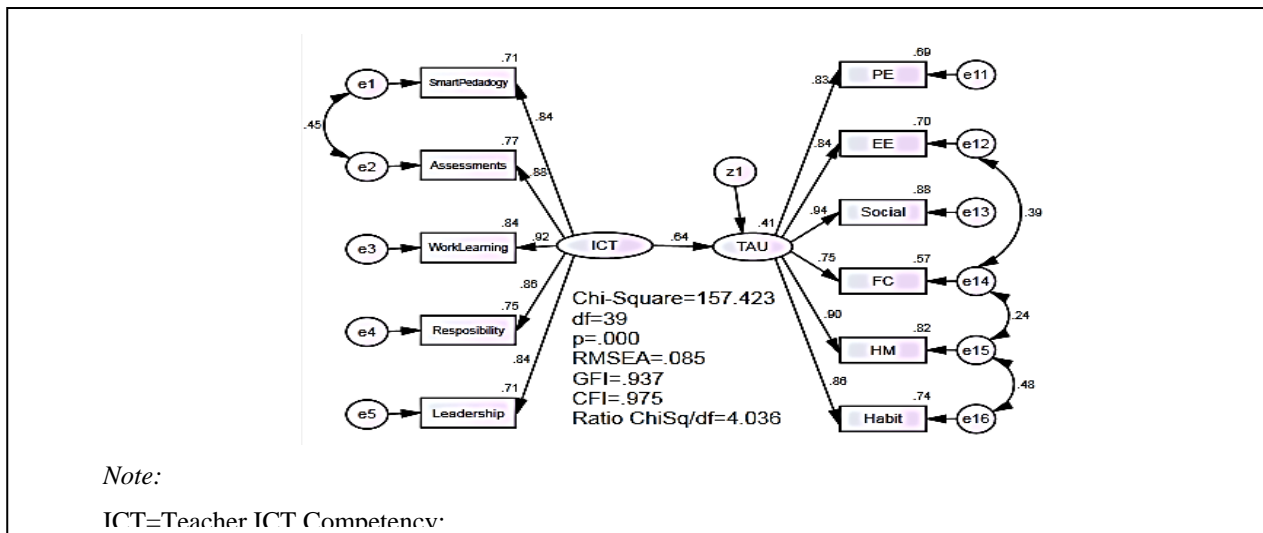 .71
e1
SmartPedadogy
.84
.45
.77
e2
Assessments
.88
.84
e3
WorkLearning
.92
.86
.75
e4
Resposibility
.84
.71
e5
Leadership
ICT
.64
z1
.41
TAU
Chi-Square=157.423
df=39
p=.000
RMSEA=.085
GFI=.937
CFI=.975
Ratio ChiSq/df=4.036
.69
.83
PE
e11
.70
.84
EE
e12
.88
.94
Social
e13
.39
.75
.57
FC
e14
.24
.90
.82
HM
e15
.48
.86
.74
Habit
e16
Note:
ICT=Teacher ICT Competency;